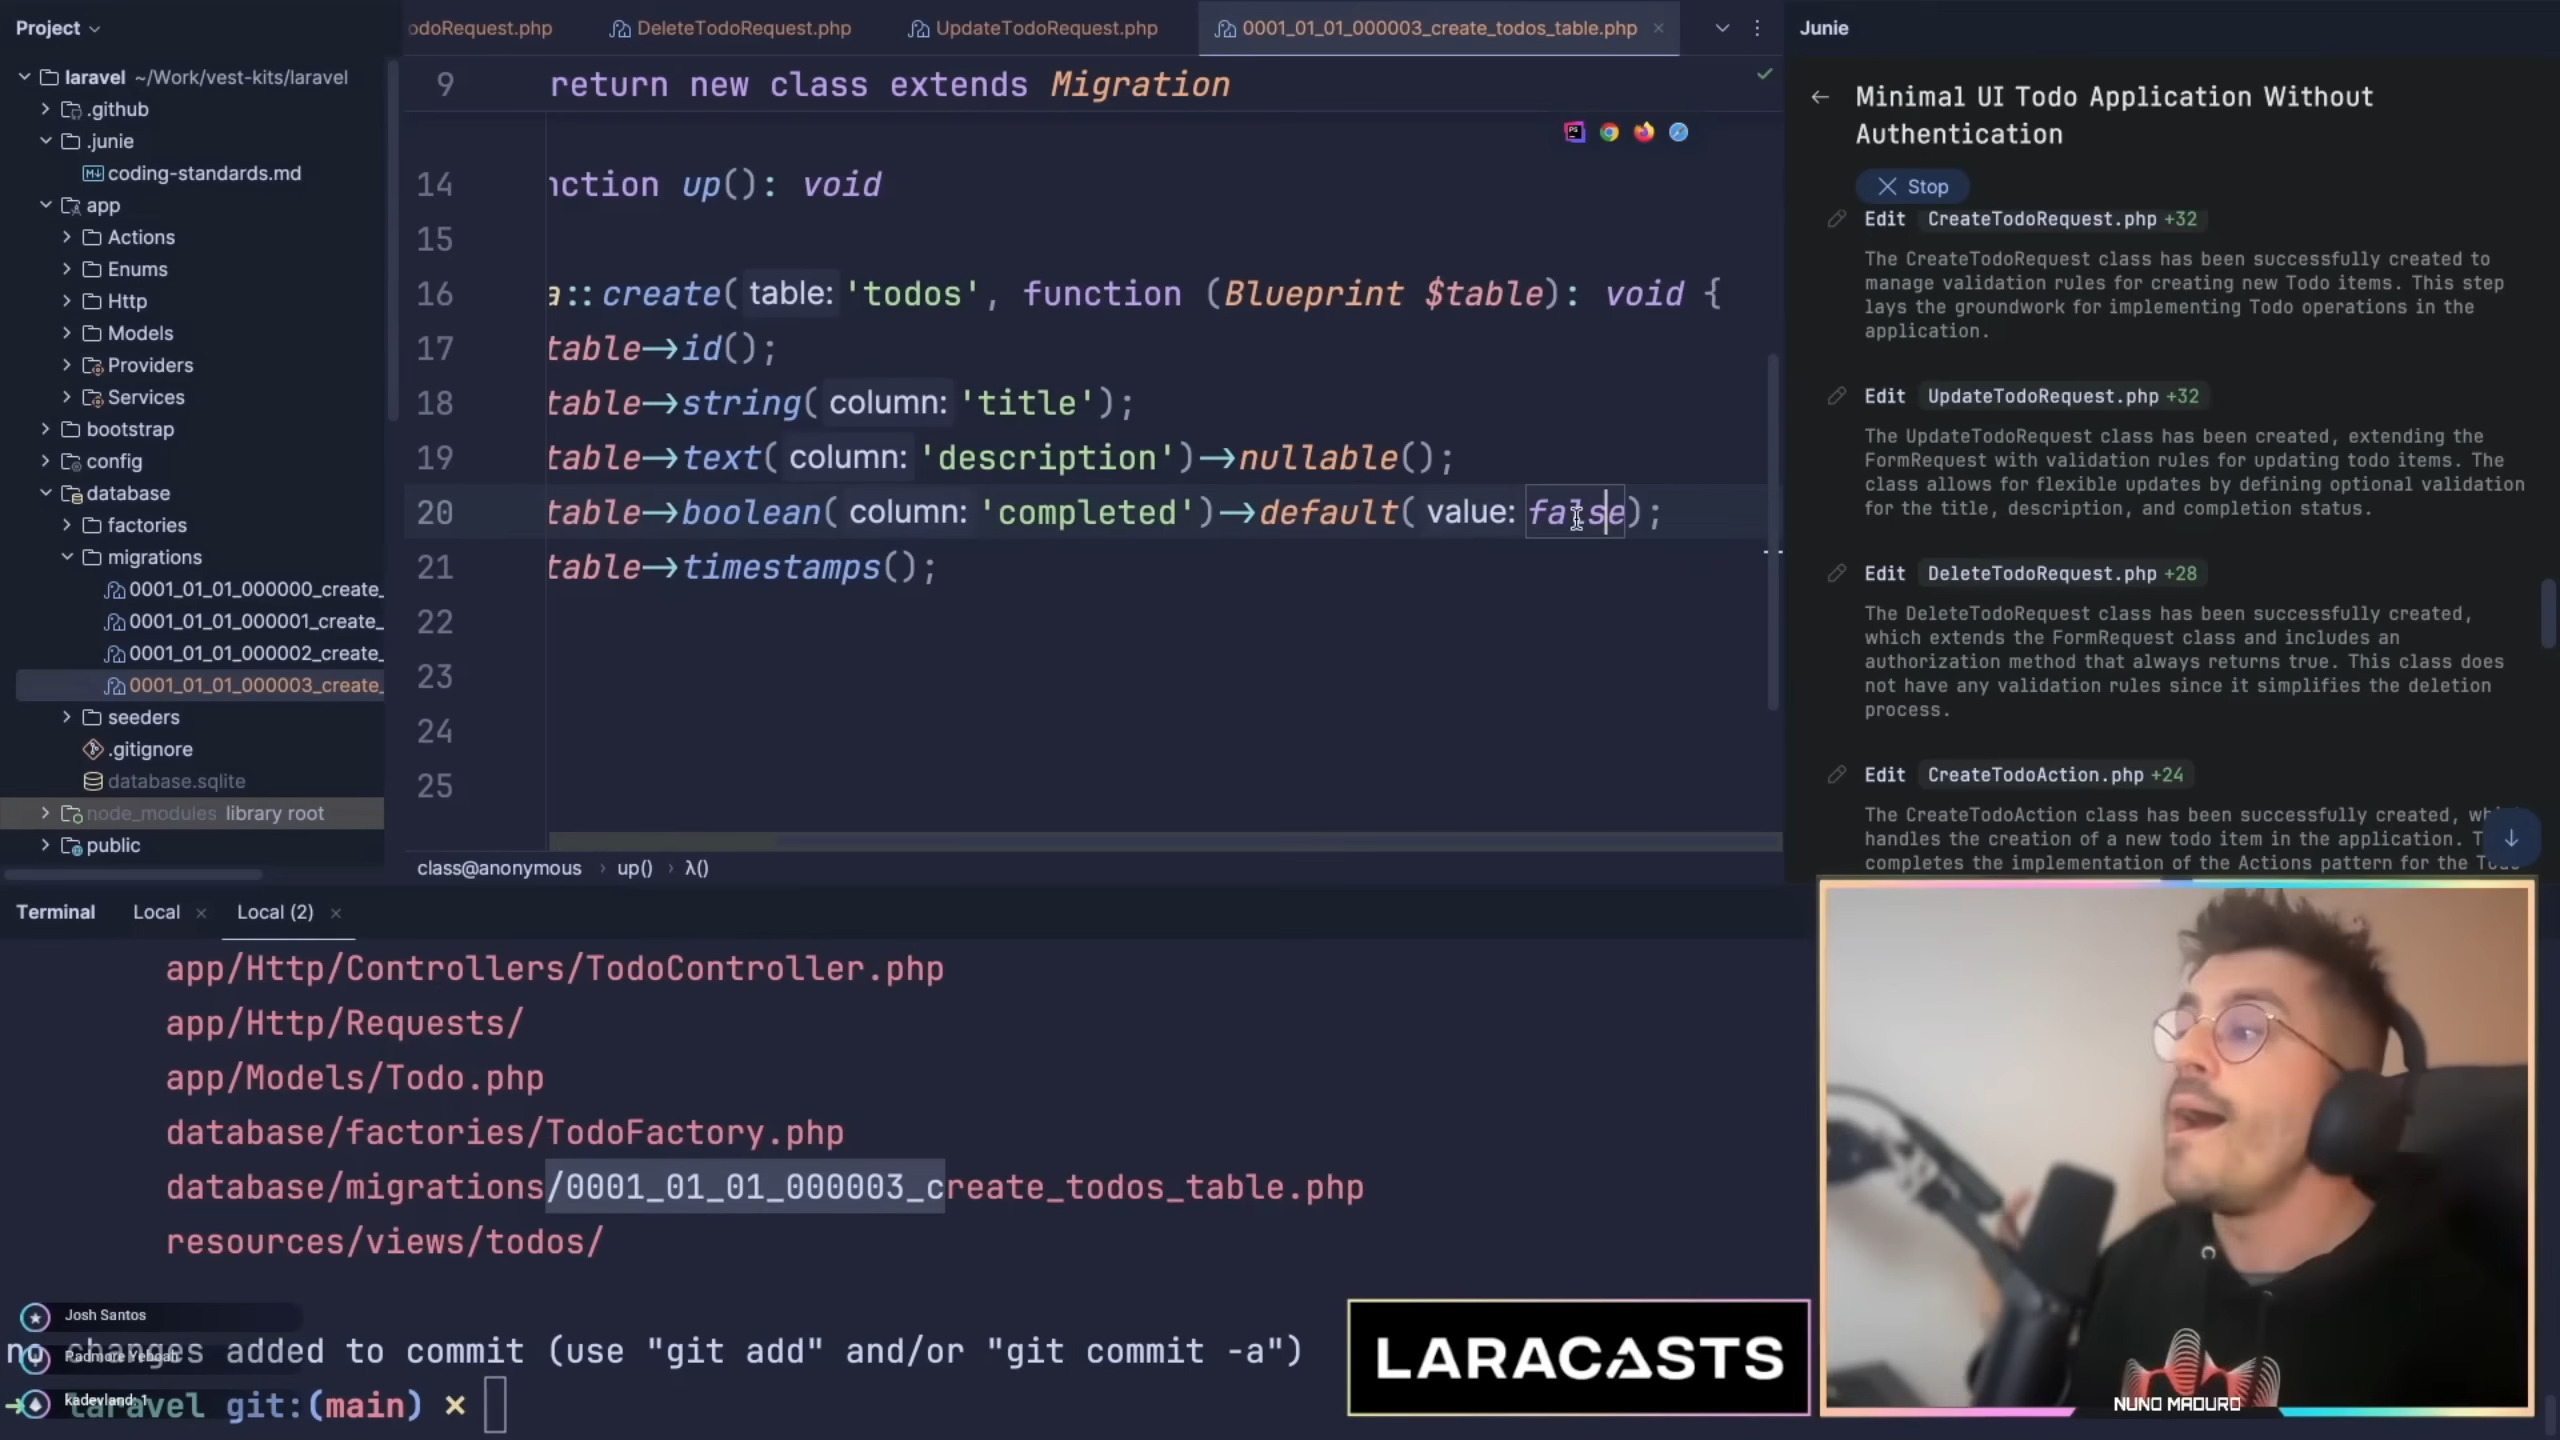 Project
laravel ~/Work/vest-kits/laravel
.github
.junie
coding-standards.md
app
Actions
Enums
Http
Models
Providers
Services
bootstrap
config
database
factories
migrations
0001_01_01_000000_create_
0001_01_01_000001_create_
0001_01_01_000002_create_
0001_01_01_000003_create_
seeders
.gitignore
database.sqlite
node_modules library root
public
odoRequest.php DeleteTodoRequest.php UpdateTodoRequest.php 0001_01_01_000003_create_todos_table.php
9 return new class extends Migration
14 nction up(): void
15
16 a::create( table: 'todos', function (Blueprint $table): void {
17 table→id();
18 table→string( column: 'title');
19 table→text( column: 'description')→nullable();
20 table→boolean( column: 'completed')→default( value: false);
21 table→timestamps();
22
23
24
25
class@anonymous › up() › λ()
Junie
Minimal UI Todo Application Without
Authentication
Stop
Edit CreateTodoRequest.php +32
The CreateTodoRequest class has been successfully created to
manage validation rules for creating new Todo items. This step
lays the groundwork for implementing Todo operations in the
application.
Edit UpdateTodoRequest.php +32
The UpdateTodoRequest class has been created, extending the
FormRequest with validation rules for updating todo items. The
class allows for flexible updates by defining optional validation
for the title, description, and completion status.
Edit DeleteTodoRequest.php +28
The DeleteTodoRequest class has been successfully created,
which extends the FormRequest class and includes an
authorization method that always returns true. This class does
not have any validation rules since it simplifies the deletion
process.
Edit CreateTodoAction.php +24
The CreateTodoAction class has been successfully created, wh
handles the creation of a new todo item in the application. T
completes the implementation of the Actions pattern for the
Terminal Local Local (2)
app/Http/Controllers/TodoController.php
app/Http/Requests/
app/Models/Todo.php
database/factories/TodoFactory.php
database/migrations/0001_01_01_000003_create_todos_table.php
resources/views/todos/
Josh Santos
no changes added to commit (use "git add" and/or "git commit -a")
Padmore Yeboah
kadevland: 1
laravel git:(main) ×
LARACASTS
NUNO MADURO